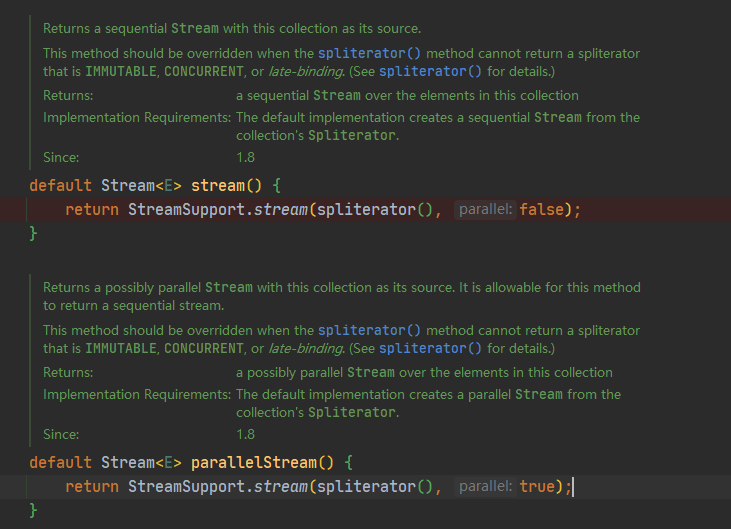 Returns a sequential Stream with this collection as its source.
This method should be overridden when the spliterator() method cannot return a spliterator
that is IMMUTABLE, CONCURRENT, or late-binding. (See spliterator() for details.)
Returns: a sequential Stream over the elements in this collection
Implementation Requirements: The default implementation creates a sequential Stream from the
collection's Spliterator.
Since: 1.8
default Stream<E> stream() {
return StreamSupport.stream(spliterator(), parallel: false);
}
Returns a possibly parallel Stream with this collection as its source. It is allowable for this method
to return a sequential stream.
This method should be overridden when the spliterator() method cannot return a spliterator
that is IMMUTABLE, CONCURRENT, or late-binding. (See spliterator() for details.)
Returns: a possibly parallel Stream over the elements in this collection
Implementation Requirements: The default implementation creates a parallel Stream from the
collection's Spliterator.
Since: 1.8
default Stream<E> parallelStream() {
return StreamSupport.stream(spliterator(), parallel: true);
}